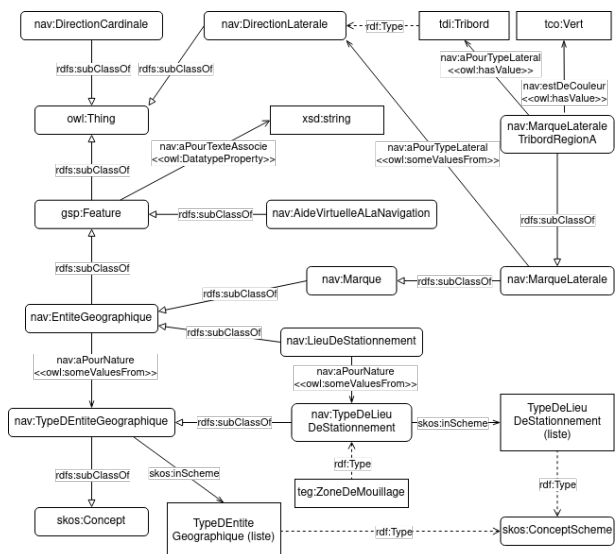 nav:DirectionCardinale
nav:DirectionLaterale
rdf:Type
tdi:Tribord
tco:Vert
rdfs:subClassOf
rdfs:subClassOf
nav:aPourTypeLateral
<<owl:hasValue>>
nav:estDeCouleur
<<owl:hasValue>>
owl:Thing
xsd:string
nav:MarqueLaterale
TribordRegionA
nav:aPourTexteAssocie
<<owl:DatatypeProperty>>
nav:aPourTypeLateral
<<owl:someValuesFrom>>
rdfs:subClassOf
gsp:Feature
rdfs:subClassOf
nav:AideVirtuelleALaNavigation
rdfs:subClassOf
rdfs:subClassOf
nav:Marque
rdfs:subClassOf
nav:MarqueLaterale
rdfs:subClassOf
nav:EntiteGeographique
rdfs:subClassOf
nav:LieuDeStationnement
nav:aPourNature
<<owl:someValuesFrom>>
nav:aPourNature
<<owl:someValuesFrom>>
nav:TypeDEntiteGeographique
rdfs:subClassOf
nav:TypeDeLieu
DeStationnement
skos:inScheme
TypeDeLieu
DeStationnement
(liste)
rdfs:subClassOf
skos:inScheme
rdf:Type
teg:ZoneDeMouillage
rdf:Type
skos:Concept
TypeDEntite
Geographique (liste)
rdf:Type
skos:ConceptScheme